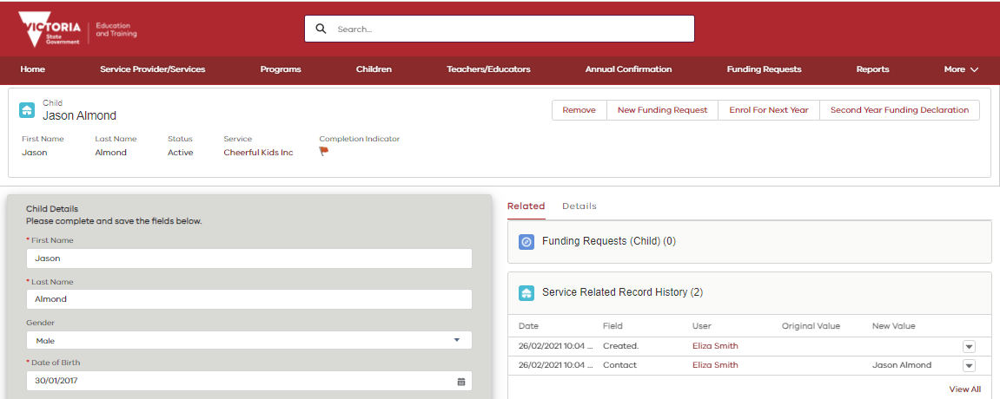 VICTORIA
State
Government
Education
and Training
Search...
Home Service Provider/Services Programs Children Teachers/Educators Annual Confirmation Funding Requests Reports More
Child
Jason Almond
Remove New Funding Request Enrol For Next Year Second Year Funding Declaration
First Name Last Name Status Service Completion Indicator
Jason Almond Active Cheerful Kids Inc
Child Details
Please complete and save the fields below.
* First Name
Jason
* Last Name
Almond
Gender
Male
* Date of Birth
30/01/2017
Related Details
Funding Requests (Child) (0)
Service Related Record History (2)
Date Field User Original Value New Value
26/02/2021 10:04 ... Created. Eliza Smith
26/02/2021 10:04 ... Contact Eliza Smith Jason Almond
View All